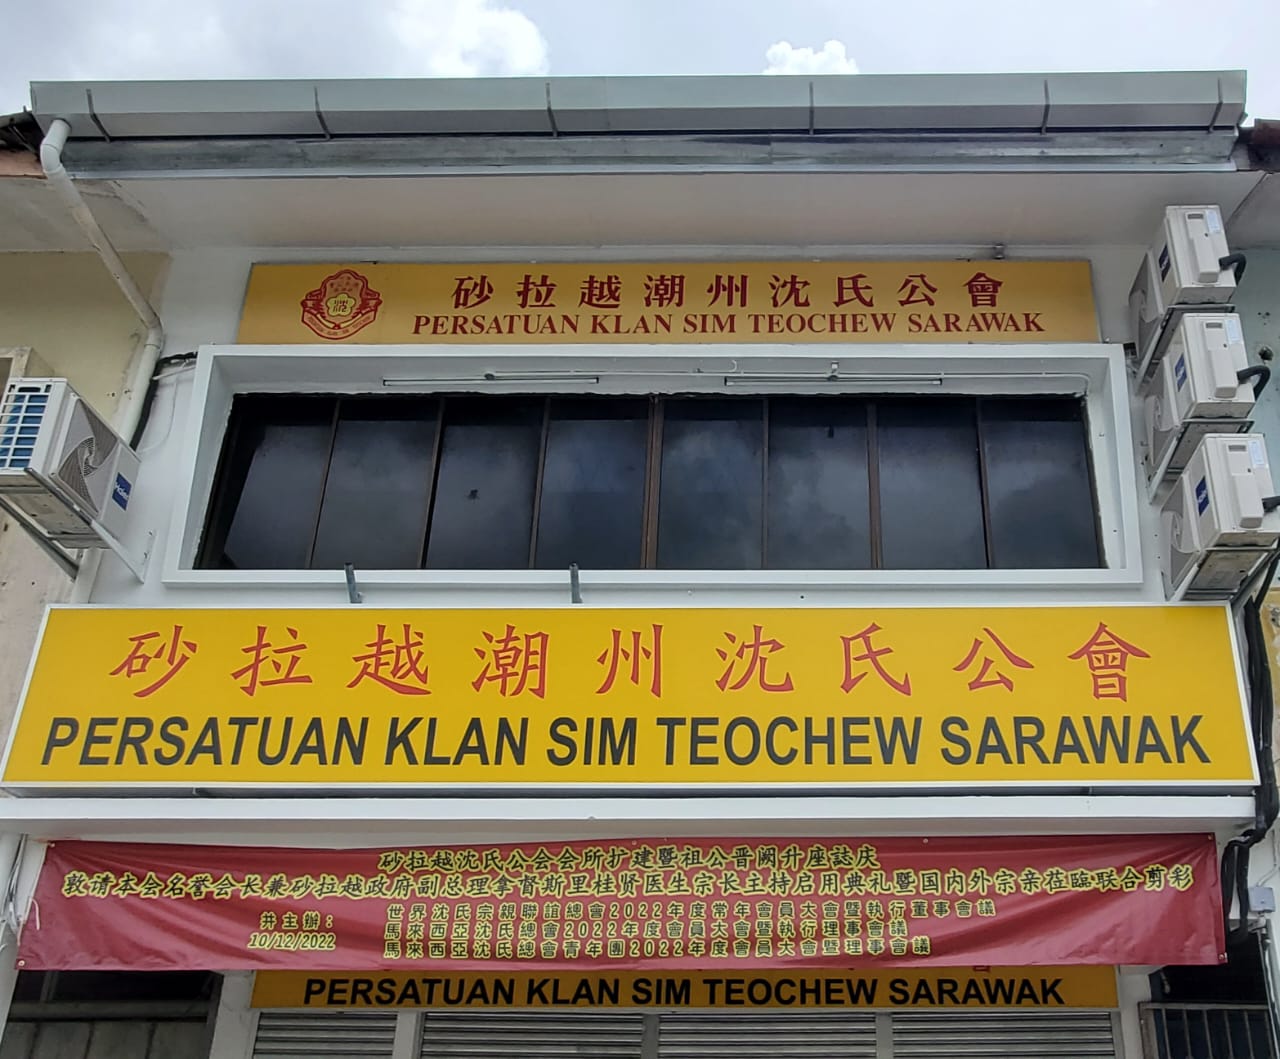 砂拉越潮州沈氏公會
PERSATUAN KLAN SIM TEOCHEW SARAWAK
Haier
Haier
砂拉越潮州沈氏公會
PERSATUAN KLAN SIM TEOCHEW SARAWAK
砂拉越沈氏公会会所扩建暨祖公晋阙升座誌庆
敦请本会名誉会长兼砂拉越政府副总理拿督斯里桂贤医生宗长主持启用典礼暨国内外宗亲莅臨联合剪彩
并主辦：
10/12/2022
世界沈氏宗親聯誼總會2022年度常年會員大會暨執行董事會議
馬來西亞沈氏總會2022年度會員大會暨執行理事會議
馬來西亞沈氏總會青年團2022年度會員大會暨理事會議
PERSATUAN KLAN SIM TEOCHEW SARAWAK